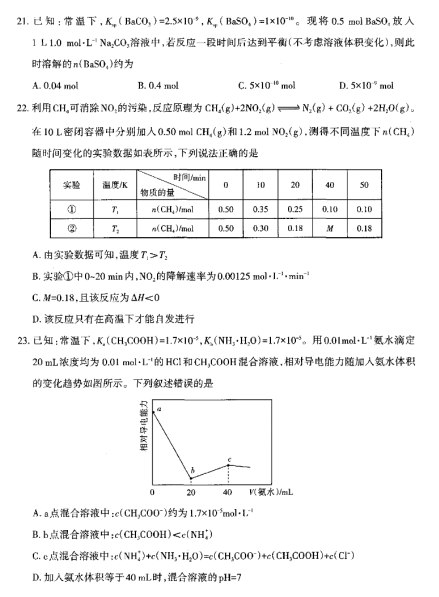 21. 已知:常温下,Kₛₚ(BaCO₃)=2.5×10⁻⁹,Kₛₚ(BaSO₄)=1×10⁻¹⁰。现将 0.5 mol BaSO₄ 放入
1 L 1.0 mol·L⁻¹ Na₂CO₃溶液中,若反应一段时间后达到平衡(不考虑溶液体积变化),则此
时溶解的n(BaSO₄)约为
A. 0.04 mol B. 0.4 mol C. 5×10⁻¹⁰ mol D. 5×10⁻⁹ mol
22. 利用CH₄可消除NO₂的污染,反应原理为 CH₄(g)+2NO₂(g)⇌N₂(g)+CO₂(g)+2H₂O(g)。
在 10 L 密闭容器中分别加入0.50 mol CH₄(g)和1.2 mol NO₂(g),测得不同温度下n(CH₄)
随时间变化的实验数据如表所示,下列说法正确的是
实验 温度/K 时间/min 物质的量 0 10 20 40 50
① T₁ n(CH₄)/mol 0.50 0.35 0.25 0.10 0.10
② T₂ n(CH₄)/mol 0.50 0.30 0.18 M 0.18
A. 由实验数据可知,温度T₁>T₂
B. 实验①中0~20 min内,NO₂的降解速率为0.00125 mol·L⁻¹·min⁻¹
C. M=0.18,且该反应为ΔH<0
D. 该反应只有在高温下才能自发进行
23. 已知:常温下,Kₐ(CH₃COOH)=1.7×10⁻⁵,K_b(NH₃·H₂O)=1.7×10⁻⁵。用0.01mol·L⁻¹氨水滴定
20 mL浓度均为0.01 mol·L⁻¹的HCl和CH₃COOH混合溶液,相对导电能力随加入氨水体积
的变化趋势如图所示。下列叙述错误的是
相对导电能力
a
b
c
0 20 40 V(氨水)/mL
A. a点混合溶液中:c(CH₃COO⁻)约为1.7×10⁻⁵mol·L⁻¹
B. b点混合溶液中:c(CH₃COOH)<c(NH₄⁺)
C. c点混合溶液中:c(NH₄⁺)+c(NH₃·H₂O)=c(CH₃COO⁻)+c(CH₃COOH)+c(Cl⁻)
D. 加入氨水体积等于40 mL时,混合溶液的pH=7